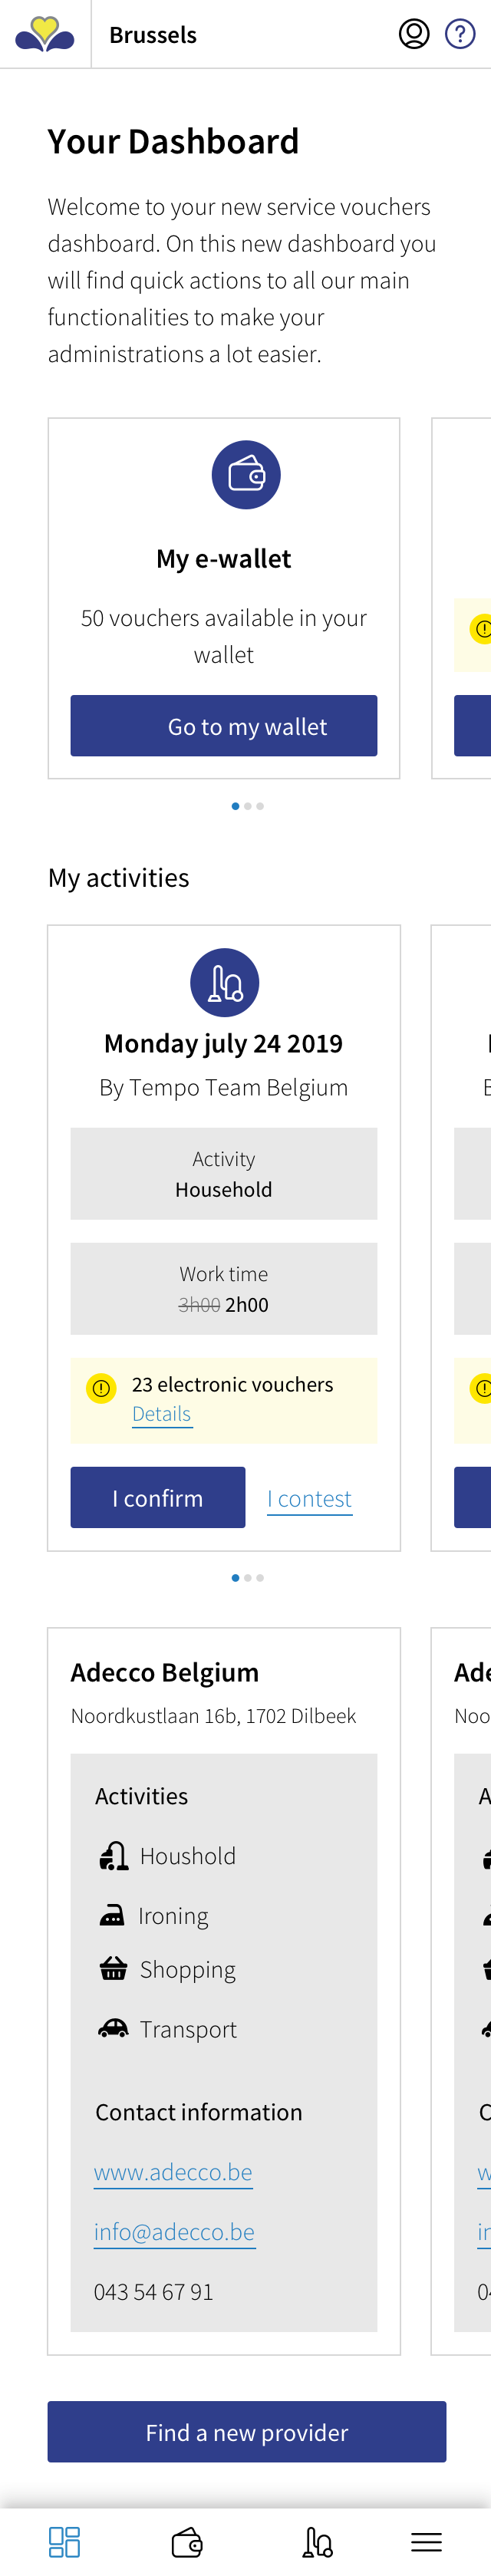 Brussels
Your Dashboard
Welcome to your new service vouchers
dashboard. On this new dashboard you
will find quick actions to all our main
functionalities to make your
administrations a lot easier.
My e-wallet
50 vouchers available in your
wallet
Go to my wallet
My activities
Monday july 24 2019
By Tempo Team Belgium
Activity
Household
Work time
3h00 2h00
23 electronic vouchers
Details
I confirm
I contest
Adecco Belgium
Noordkustlaan 16b, 1702 Dilbeek
Activities
Houshold
Ironing
Shopping
Transport
Contact information
www.adecco.be
info@adecco.be
043 54 67 91
Find a new provider